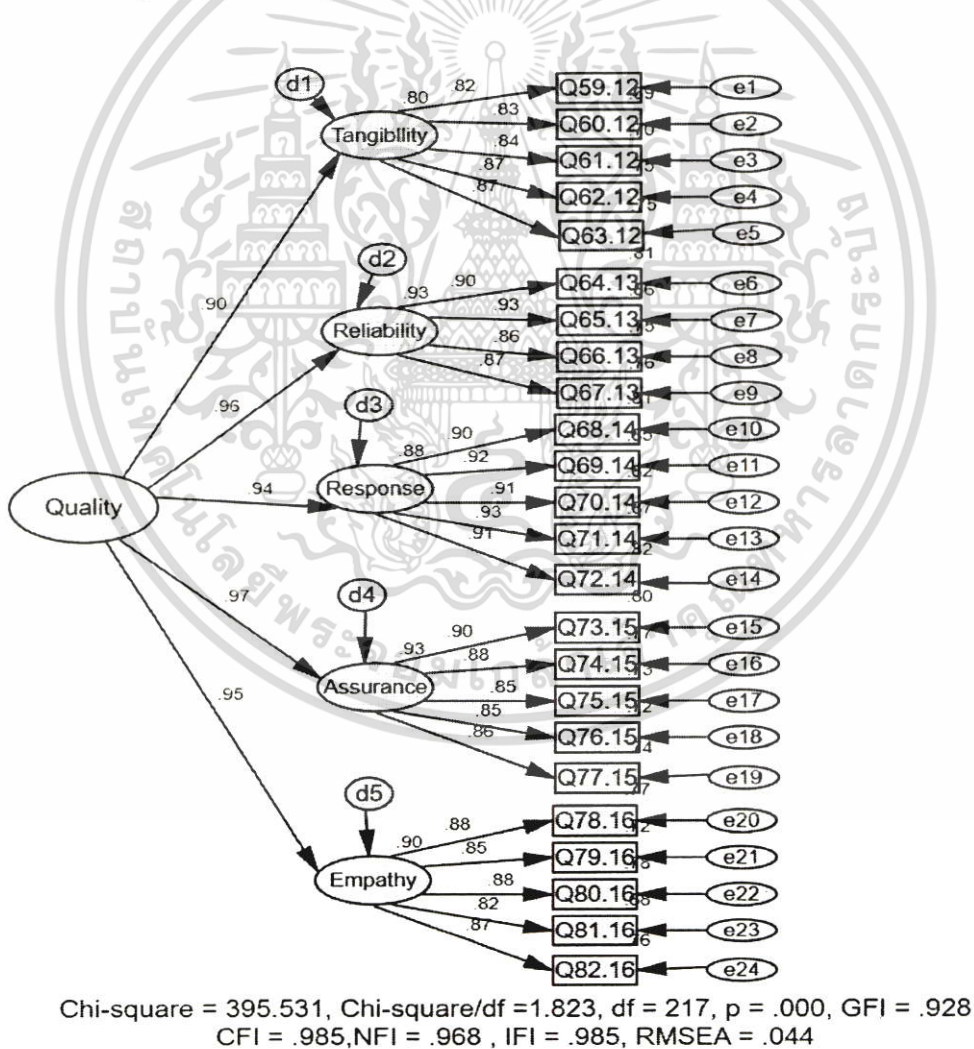 d1
.80 .82 Q59.12 e1
Tangibility .83 Q60.12 e2
.84 Q61.12 e3
.87 Q62.12 e4
.87 Q63.12 e5
.81
d2
.90
.93 .90 Q64.13 e6
Reliability .93 Q65.13 e7
.86 Q66.13 e8
.87 Q67.13 e9
.96
d3
.88 .90 Q68.14 e10
Response .92 Q69.14 e11
.94
Quality
.91 Q70.14 e12
.93 Q71.14 e13
.82
.91 Q72.14 e14
.80
.97
d4
.93 .90 Q73.15 e15
Assurance .88 Q74.15 e16
.85 Q75.15 e17
.85 Q76.15 e18
.86 Q77.15 e19
.77
.95
d5
.90 .88 Q78.16 e20
Empathy .85 Q79.16 e21
.88 Q80.16 e22
.82 Q81.16 e23
.87 Q82.16 e24
Chi-square = 395.531, Chi-square/df =1.823, df = 217, p = .000, GFI = .928
CFI = .985,NFI = .968 , IFI = .985, RMSEA = .044